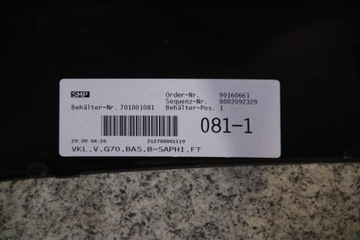 SMP
Order-Nr. 90160661
Sequenz-Nr. 0002092329
Behälter-Nr. 701001081 Behälter-Pos. 1
081-1
29.09 04:26 212700001119
VKL,V,G70,BAS,B-SAPHI,FT